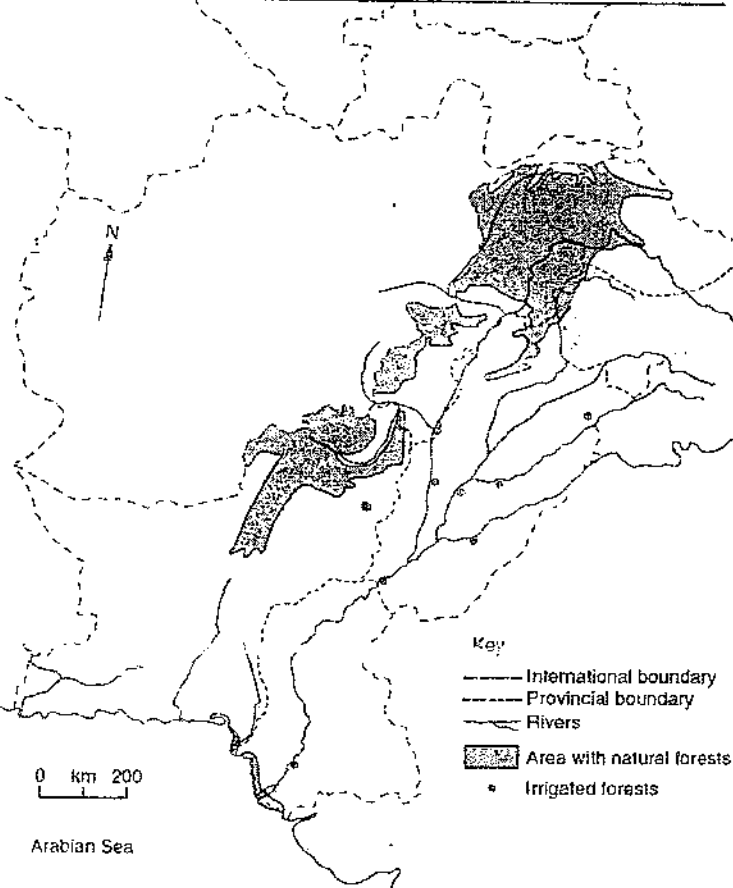 N
Key
International boundary
Provincial boundary
Rivers
Area with natural forests
Irrigated forests
0 km 200
Arabian Sea